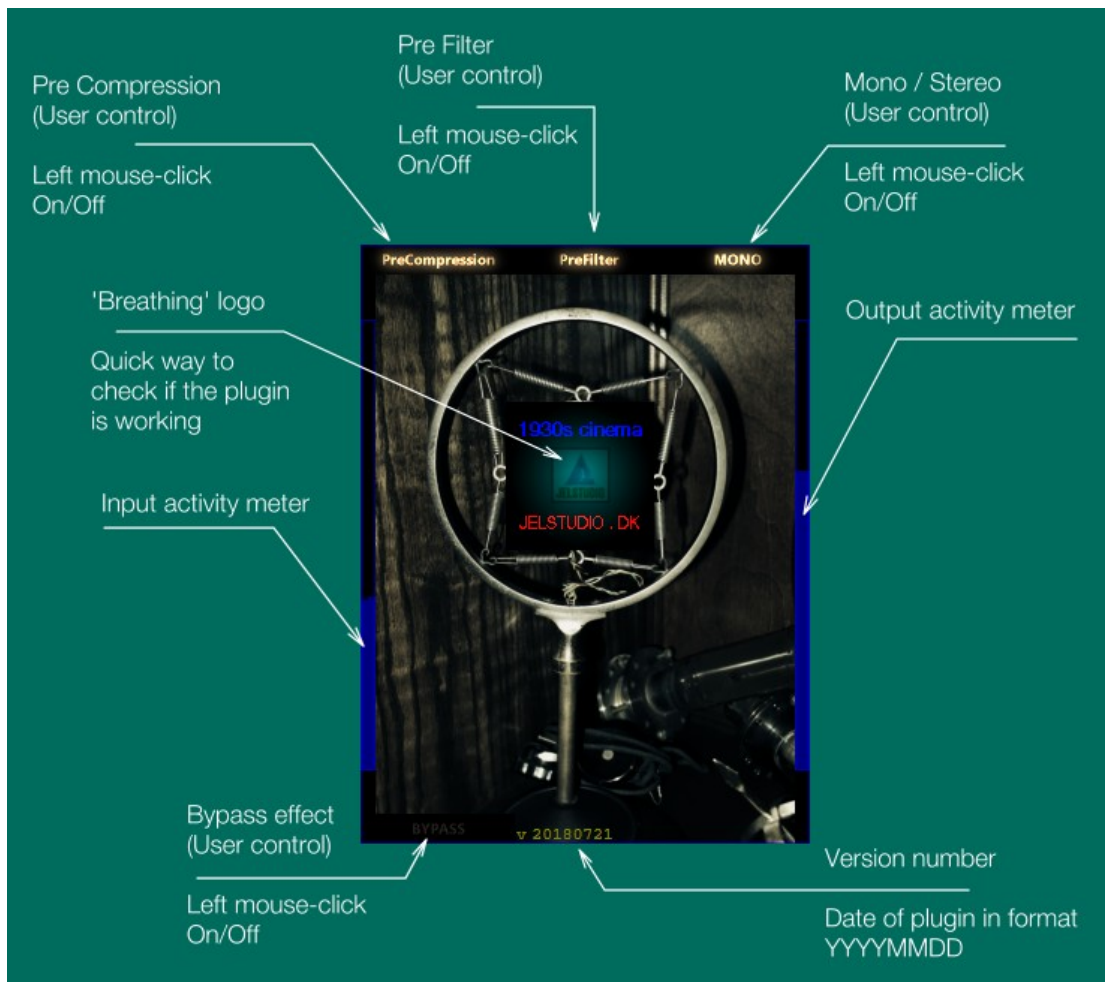 Pre Filter
(User control)
Left mouse-click
On/Off
Pre Compression
(User control)
Left mouse-click
On/Off
Mono / Stereo
(User control)
Left mouse-click
On/Off
PreCompression
PreFilter
MONO
'Breathing' logo
Quick way to
check if the plugin
is working
Output activity meter
1930s cinema
JELSTUDIO
JELSTUDIO . DK
Input activity meter
Bypass effect
(User control)
Left mouse-click
On/Off
BYPASS
v 20180721
Version number
Date of plugin in format
YYYYMMDD